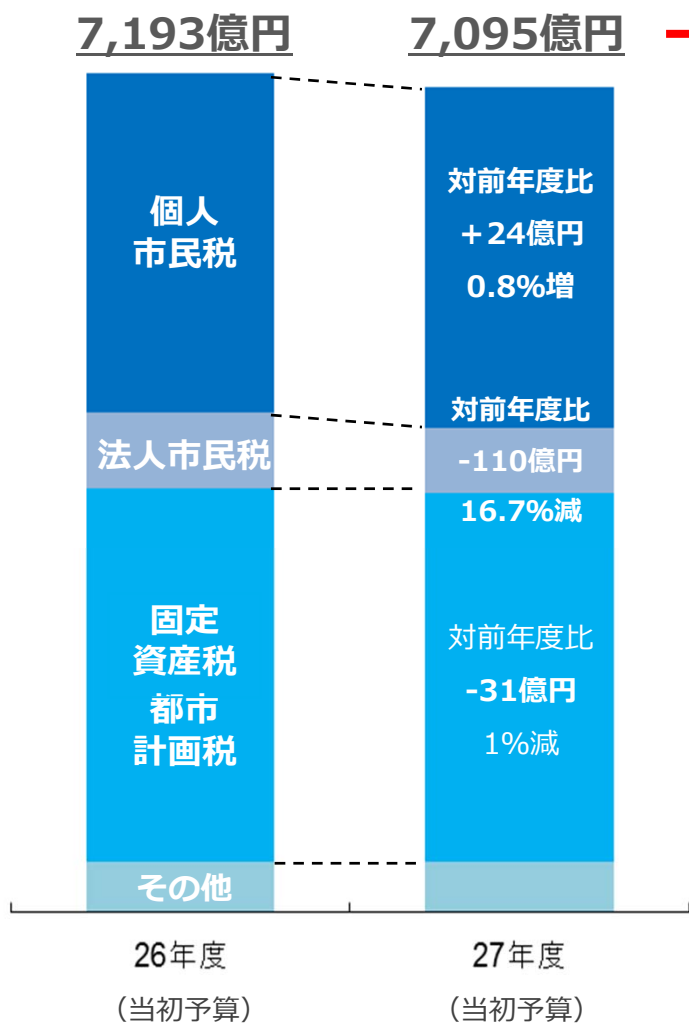 7,193億円
7,095億円
個人
市民税
対前年度比
＋24億円
0.8%増
法人市民税
対前年度比
-110億円
16.7%減
固定
資産税
都市
計画税
対前年度比
-31億円
1%減
その他
26年度
27年度
（当初予算）
（当初予算）